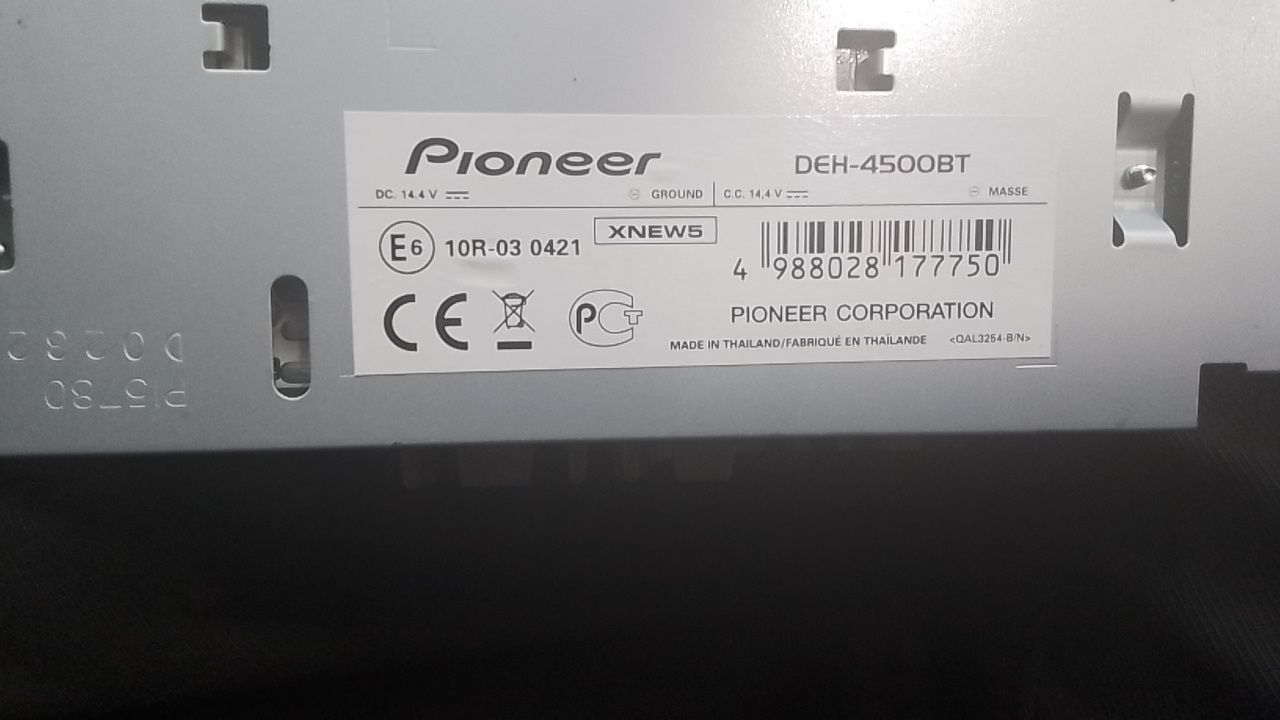 Pioneer DEH-4500BT
DC. 14.4 V GROUND C.C. 14,4 V MASSE
E6 10R-03 0421 XNEW5
4 988028 177750
CE PCT PIONEER CORPORATION
MADE IN THAILAND/FABRIQUÉ EN THAÏLANDE <QAL3254-B/N>